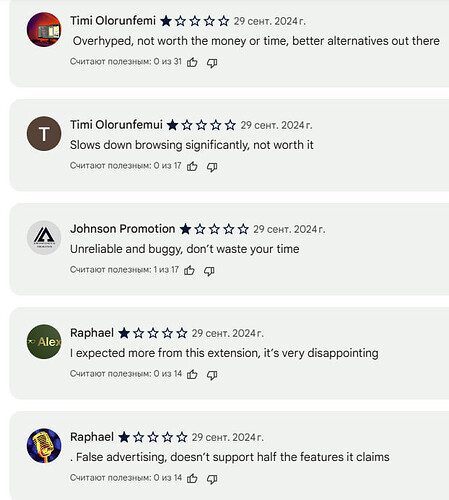 Timi Olorunfemi ★☆☆☆☆ 29 сент. 2024 г.
Overhyped, not worth the money or time, better alternatives out there
Считают полезным: 0 из 31
T
Timi Olorunfemui ★☆☆☆☆ 29 сент. 2024 г.
Slows down browsing significantly, not worth it
Считают полезным: 0 из 17
Johnson Promotion ★☆☆☆☆ 29 сент. 2024 г.
Unreliable and buggy, don't waste your time
Считают полезным: 1 из 17
Alex
Raphael ★☆☆☆☆ 29 сент. 2024 г.
I expected more from this extension, it's very disappointing
Считают полезным: 0 из 14
Raphael ★☆☆☆☆ 29 сент. 2024 г.
. False advertising, doesn't support half the features it claims
Считают полезным: 0 из 14